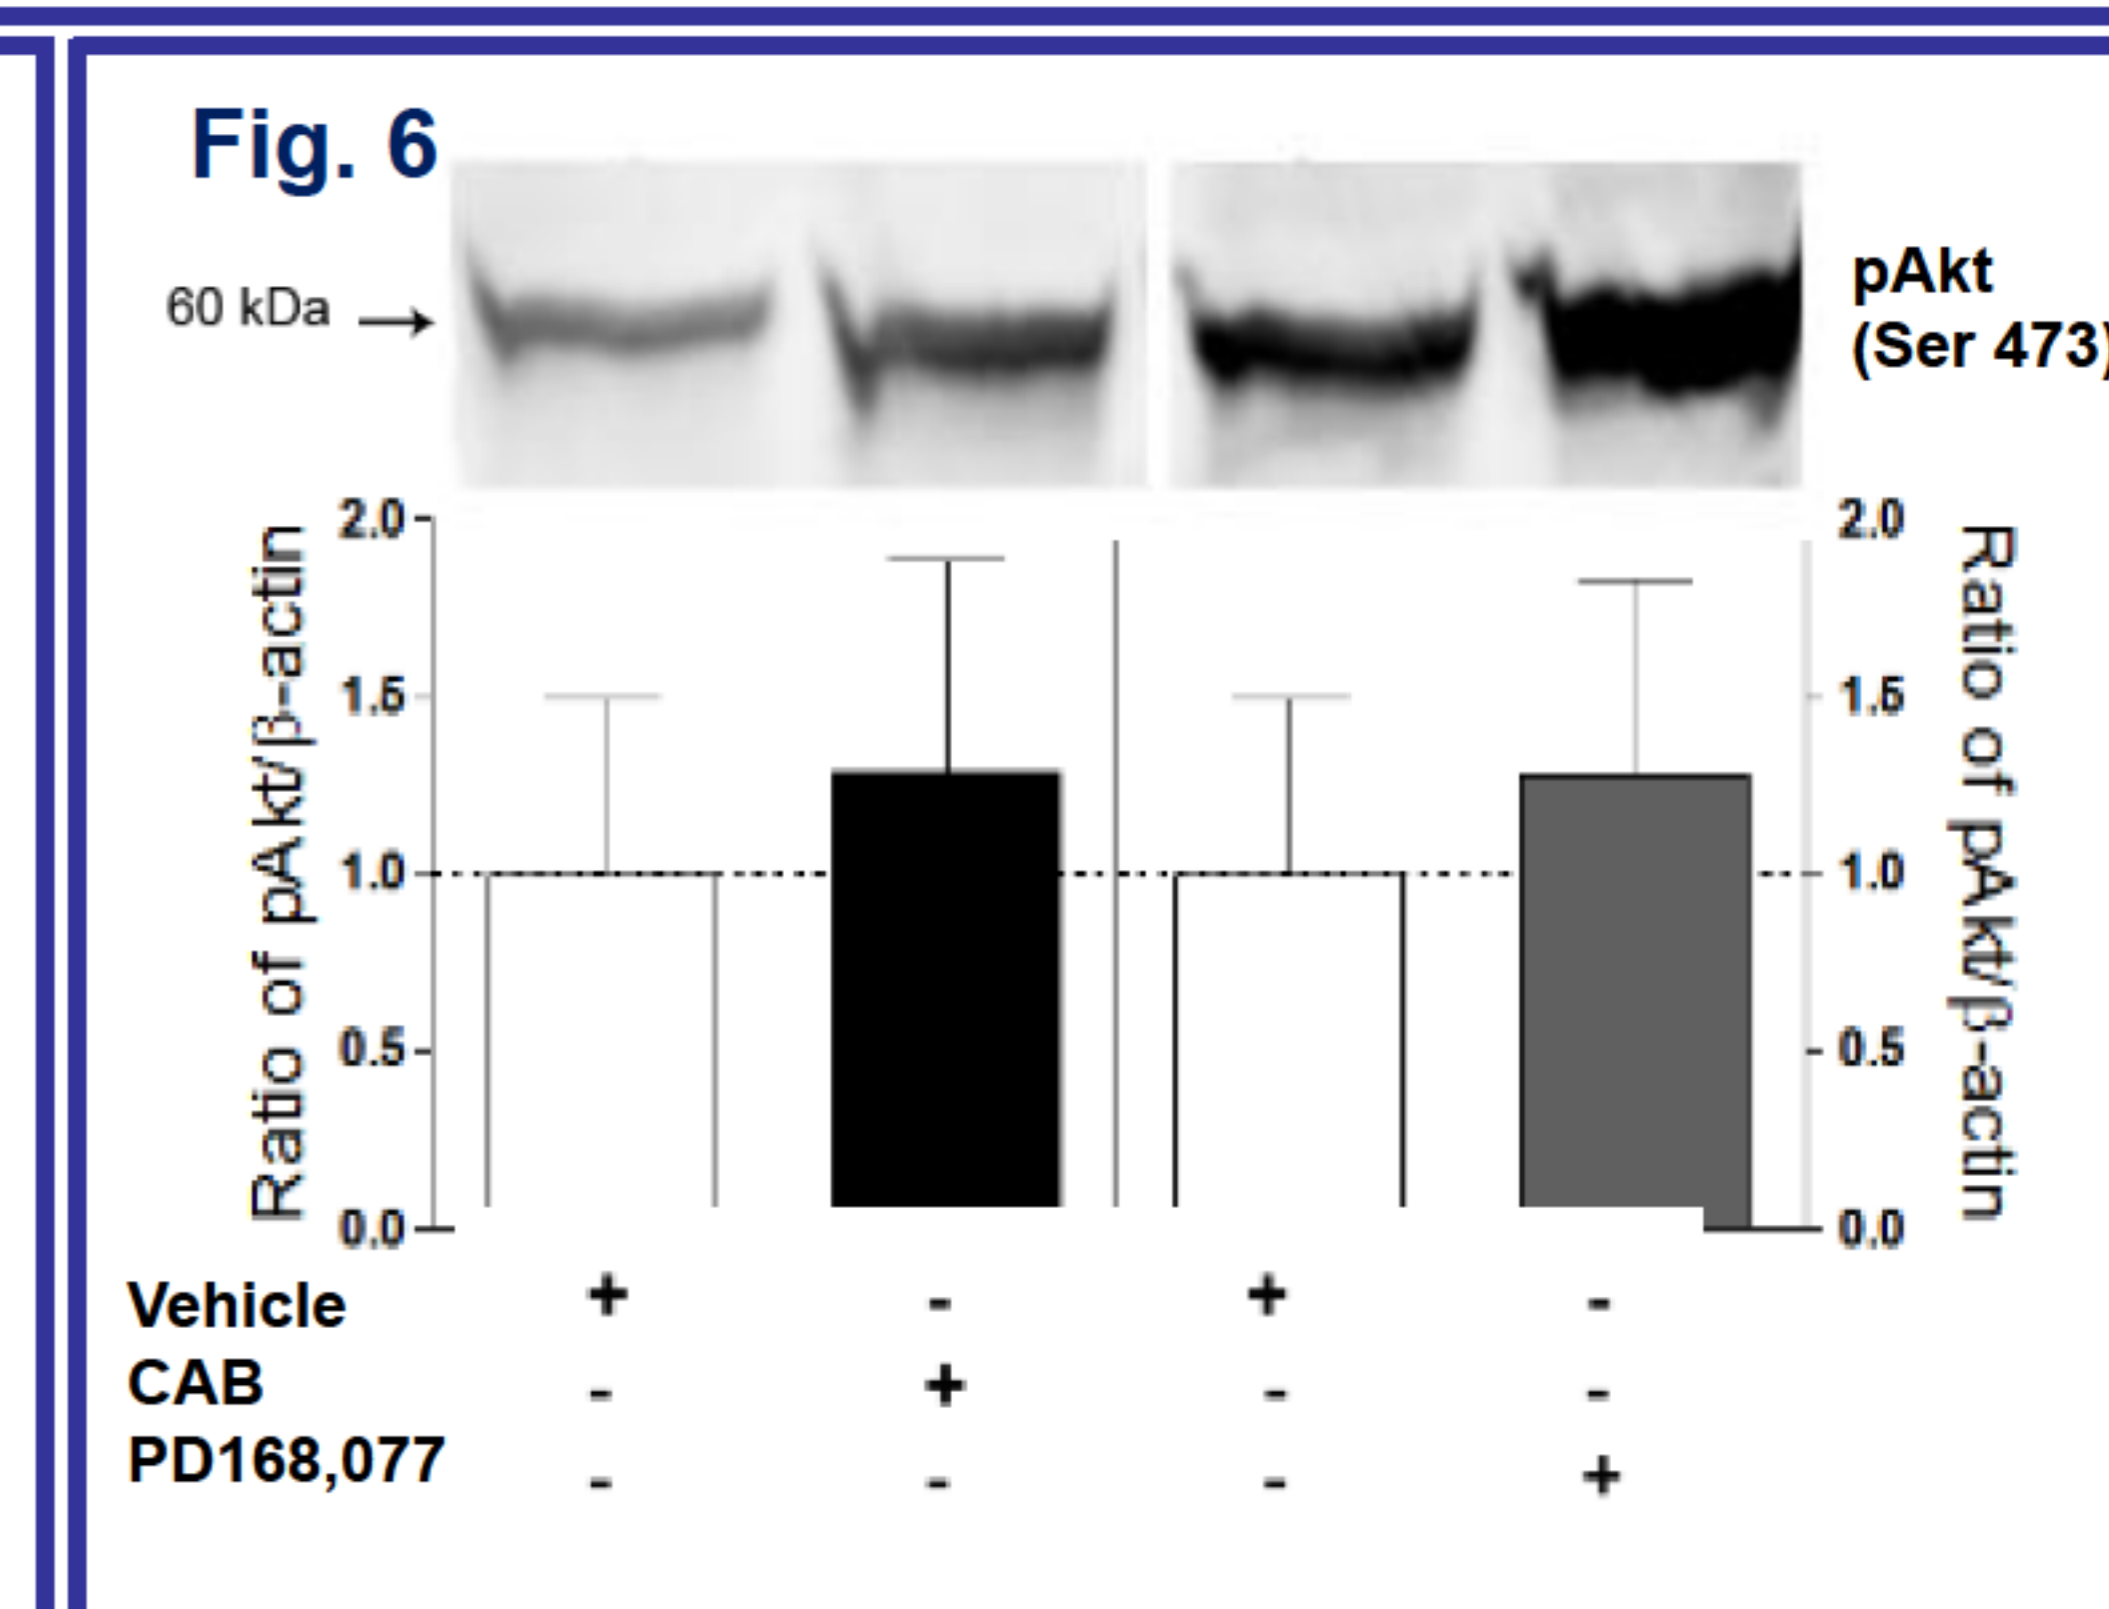 Fig. 6
60 kDa
pAkt
(Ser 473)
Ratio of pAkt/β-actin
2.0
1.5
1.0
0.5
0.0
2.0
1.5
1.0
0.5
0.0
Ratio of pAkt/β-actin
Vehicle + - + -
CAB - + - -
PD168,077 - - - +